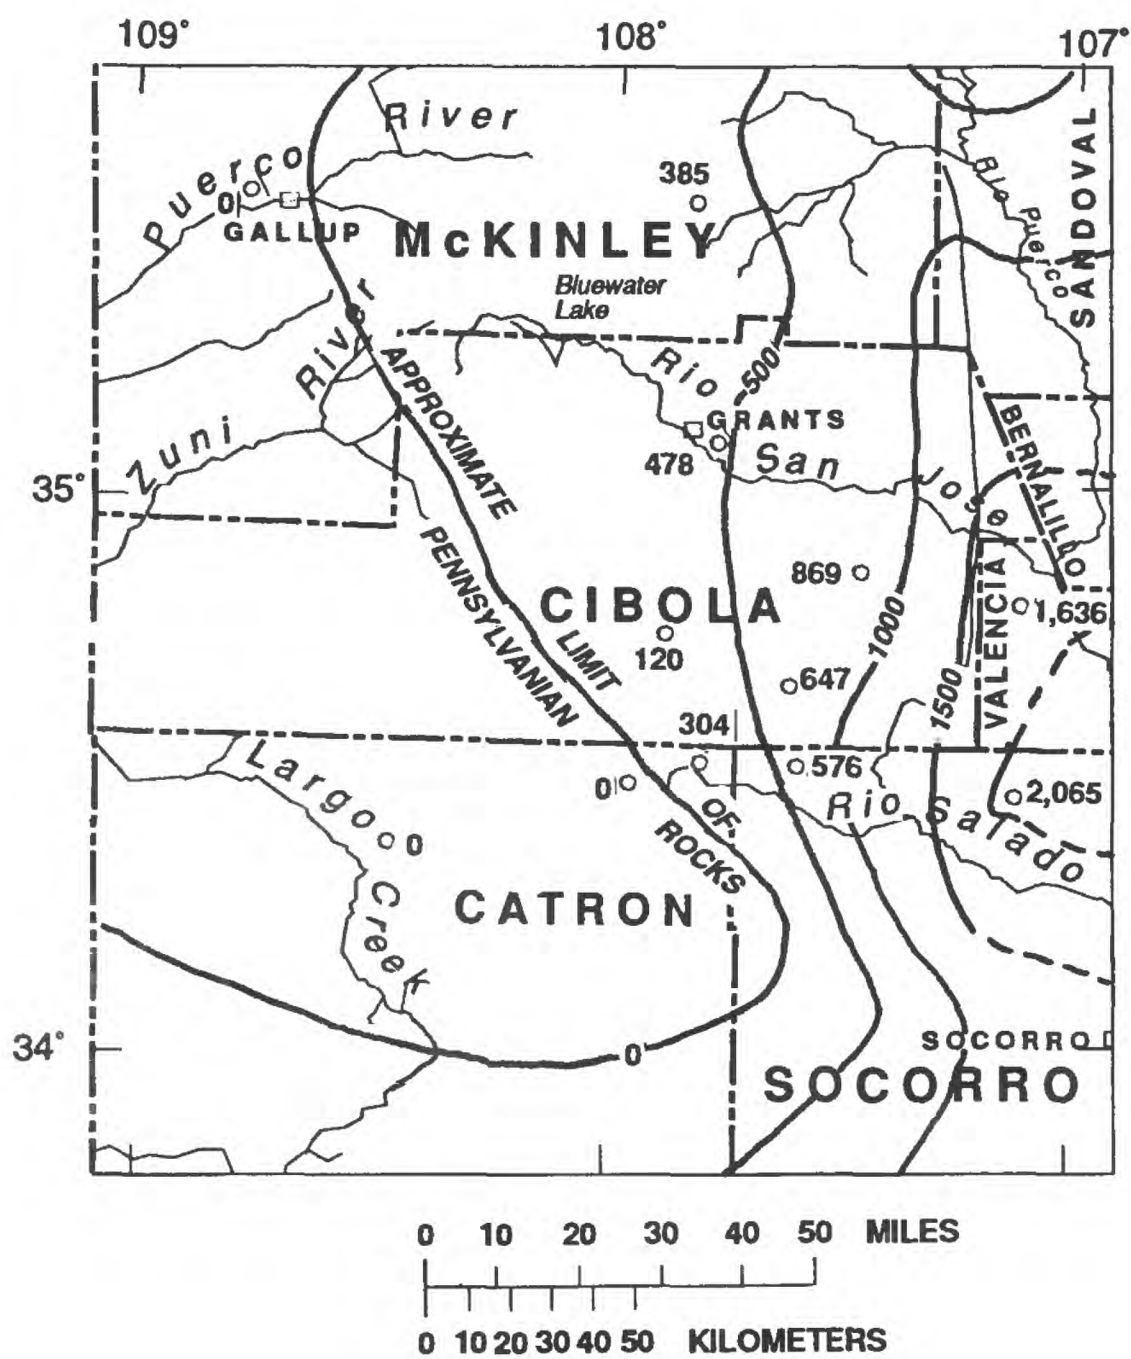 109° 108° 107°
River
Puerco
0
GALLUP
385
McKINLEY
Rio Puerco
SANDOVAL
Bluewater
Lake
Zuni River
APPROXIMATE LIMIT OF
PENNSYLVANIAN ROCKS
500
Rio San Jose
GRANTS
478
BERNALILLO
35°
869
CIBOLA
1000
VALENCIA
1,636
120
647
1500
304
576
0
2,065
Rio Salado
Largo Creek
0
CATRON
34°
0
SOCORRO
SOCORRO
0 10 20 30 40 50 MILES
0 10 20 30 40 50 KILOMETERS